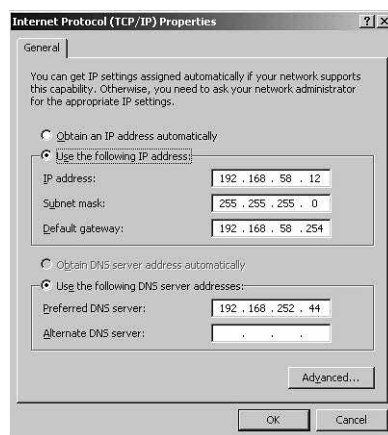 Internet Protocol (TCP/IP) Properties
General
You can get IP settings assigned automatically if your network supports
this capability. Otherwise, you need to ask your network administrator
for the appropriate IP settings.
Obtain an IP address automatically
Use the following IP address:
IP address: 192 . 168 . 58 . 12
Subnet mask: 255 . 255 . 255 . 0
Default gateway: 192 . 168 . 58 . 254
Obtain DNS server address automatically
Use the following DNS server addresses:
Preferred DNS server: 192 . 168 . 252 . 44
Alternate DNS server: . . .
Advanced...
OK Cancel